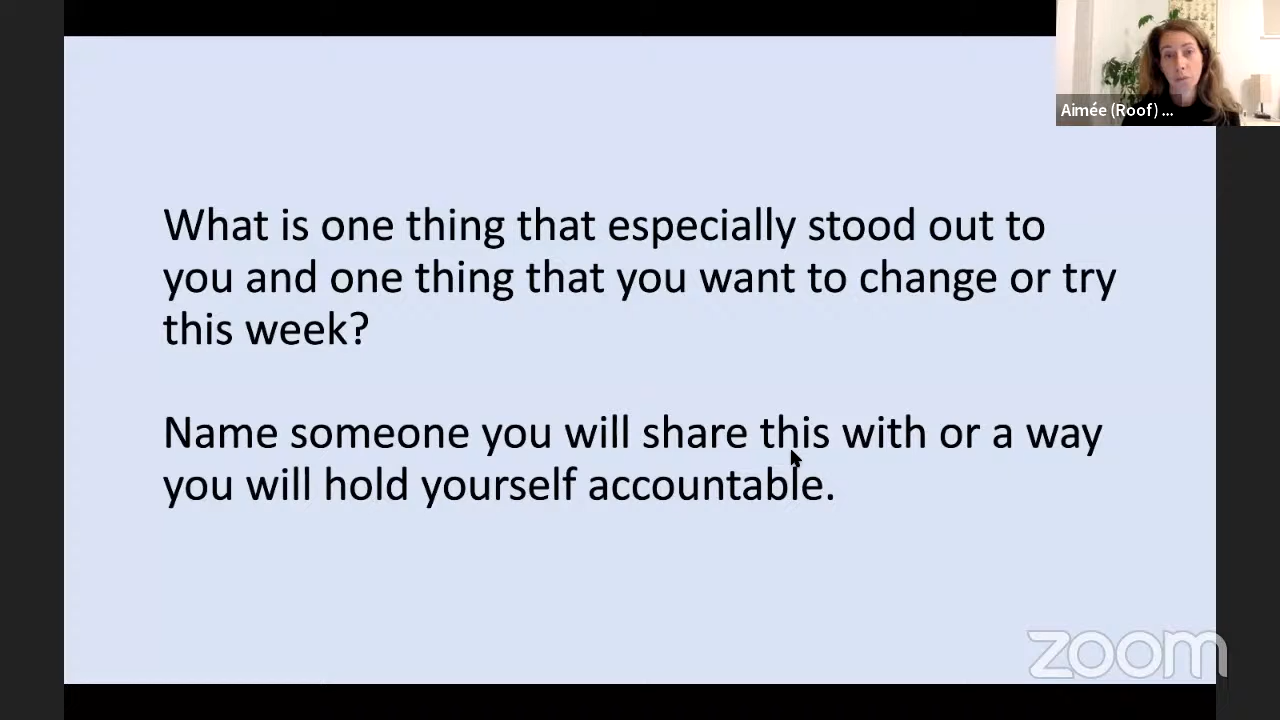 Aimée (Roof) ...
What is one thing that especially stood out to
you and one thing that you want to change or try
this week?
Name someone you will share this with or a way
you will hold yourself accountable.
zoom